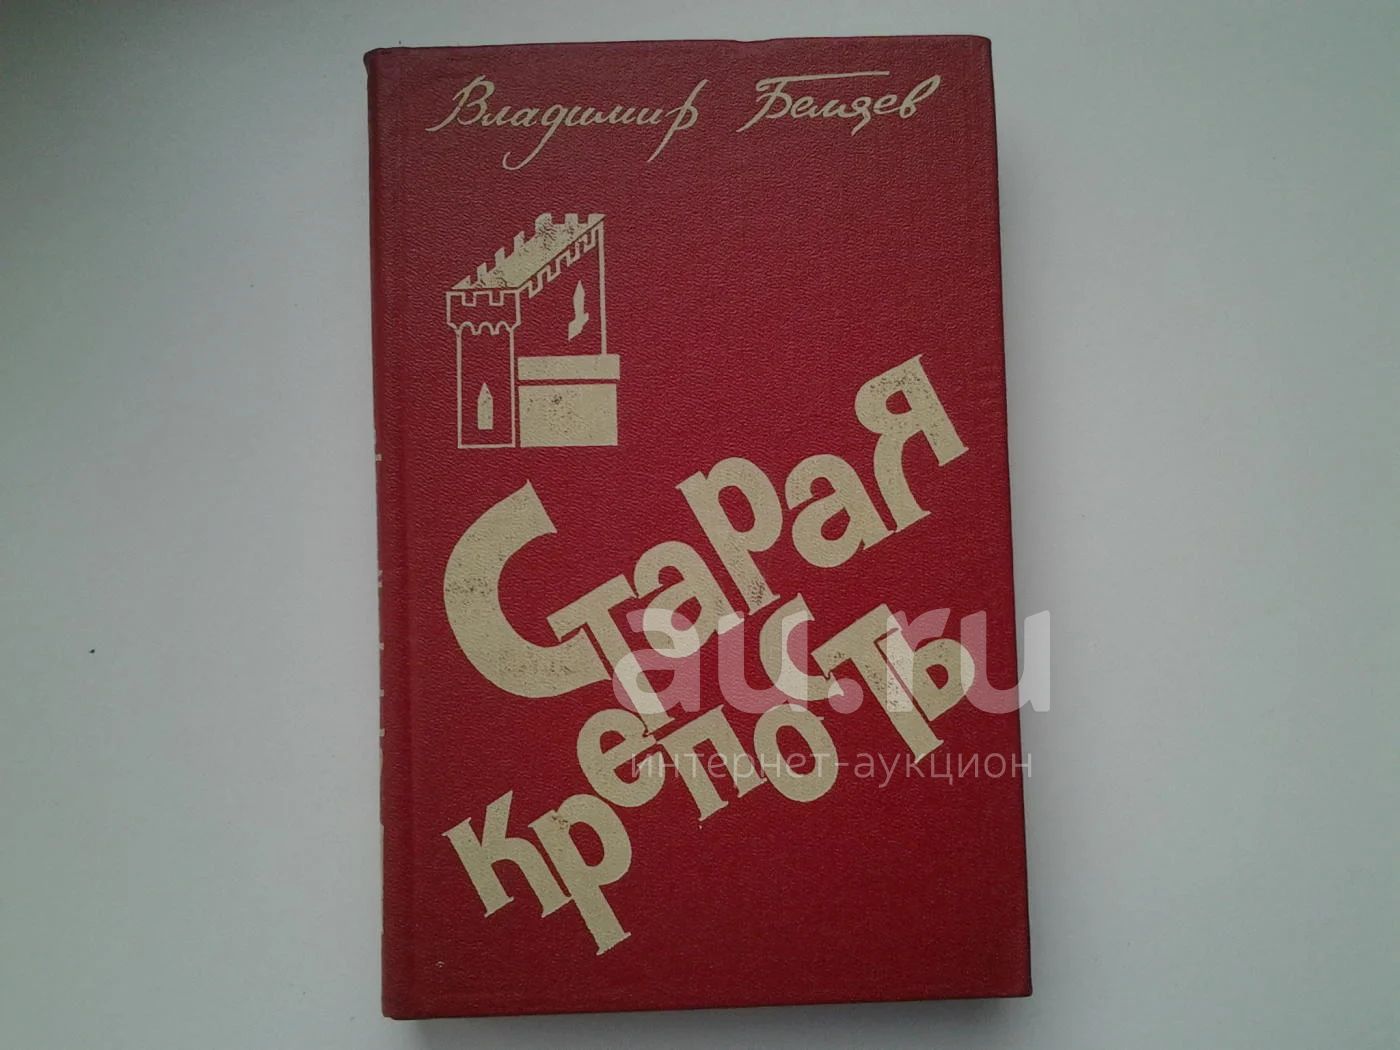 Владимир Беляев
Старая
Крепость
au.ru
интернет-аукцион